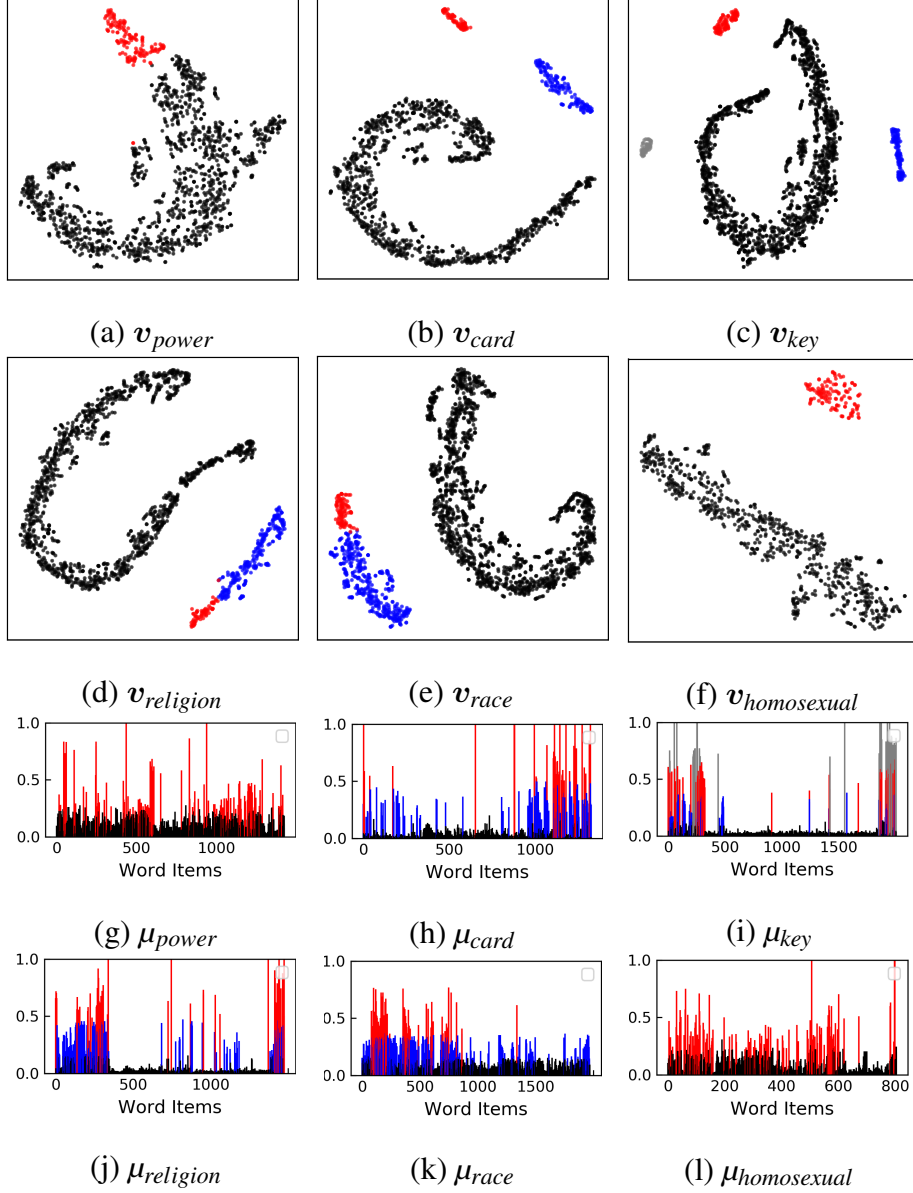 (a) v_power (b) v_card (c) v_key
(d) v_religion (e) v_race (f) v_homosexual
1.0 0.5 0.0 0 500 1000 Word Items
1.0 0.5 0.0 0 500 1000 Word Items
1.0 0.5 0.0 0 500 1000 1500 Word Items
(g) μ_power (h) μ_card (i) μ_key
1.0 0.5 0.0 0 500 1000 Word Items
1.0 0.5 0.0 0 500 1000 1500 Word Items
1.0 0.5 0.0 0 200 400 600 800 Word Items
(j) μ_religion (k) μ_race (l) μ_homosexual